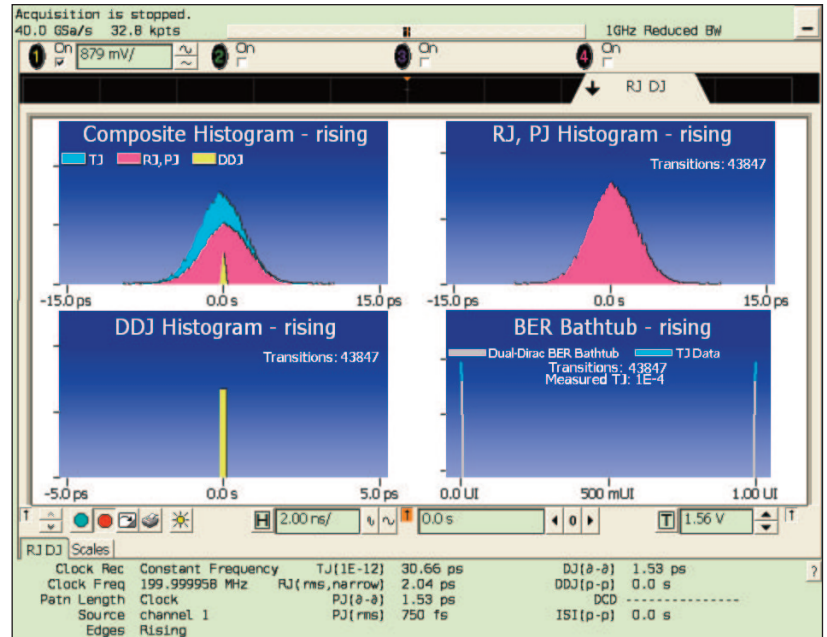 Acquisition is stopped.
40.0 GSa/s 32.8 kpts
1GHz Reduced BW
1 On 879 mV/ 2 On 3 On 4 On
RJ DJ
Composite Histogram - rising
TJ RJ,PJ DDJ
-15.0 ps 0.0 s 15.0 ps
RJ, PJ Histogram - rising
Transitions: 43847
-15.0 ps 0.0 s 15.0 ps
DDJ Histogram - rising
Transitions: 43847
-5.0 ps 0.0 s 5.0 ps
BER Bathtub - rising
Dual-Dirac BER Bathtub TJ Data
Transitions: 43847
Measured TJ: 1E-4
0.0 UI 500 mUI 1.00 UI
H 2.00 ns/ 0.0 s 0 T 1.56 V
RJ DJ Scales
?
Clock Rec Constant Frequency TJ(1E-12) 30.66 ps DJ(∂-∂) 1.53 ps
Clock Freq 199.999958 MHz RJ(rms,narrow) 2.04 ps DDJ(p-p) 0.0 s
Patn Length Clock PJ(∂-∂) 1.53 ps DCD ---------------
Source channel 1 PJ(rms) 750 fs ISI(p-p) 0.0 s
Edges Rising